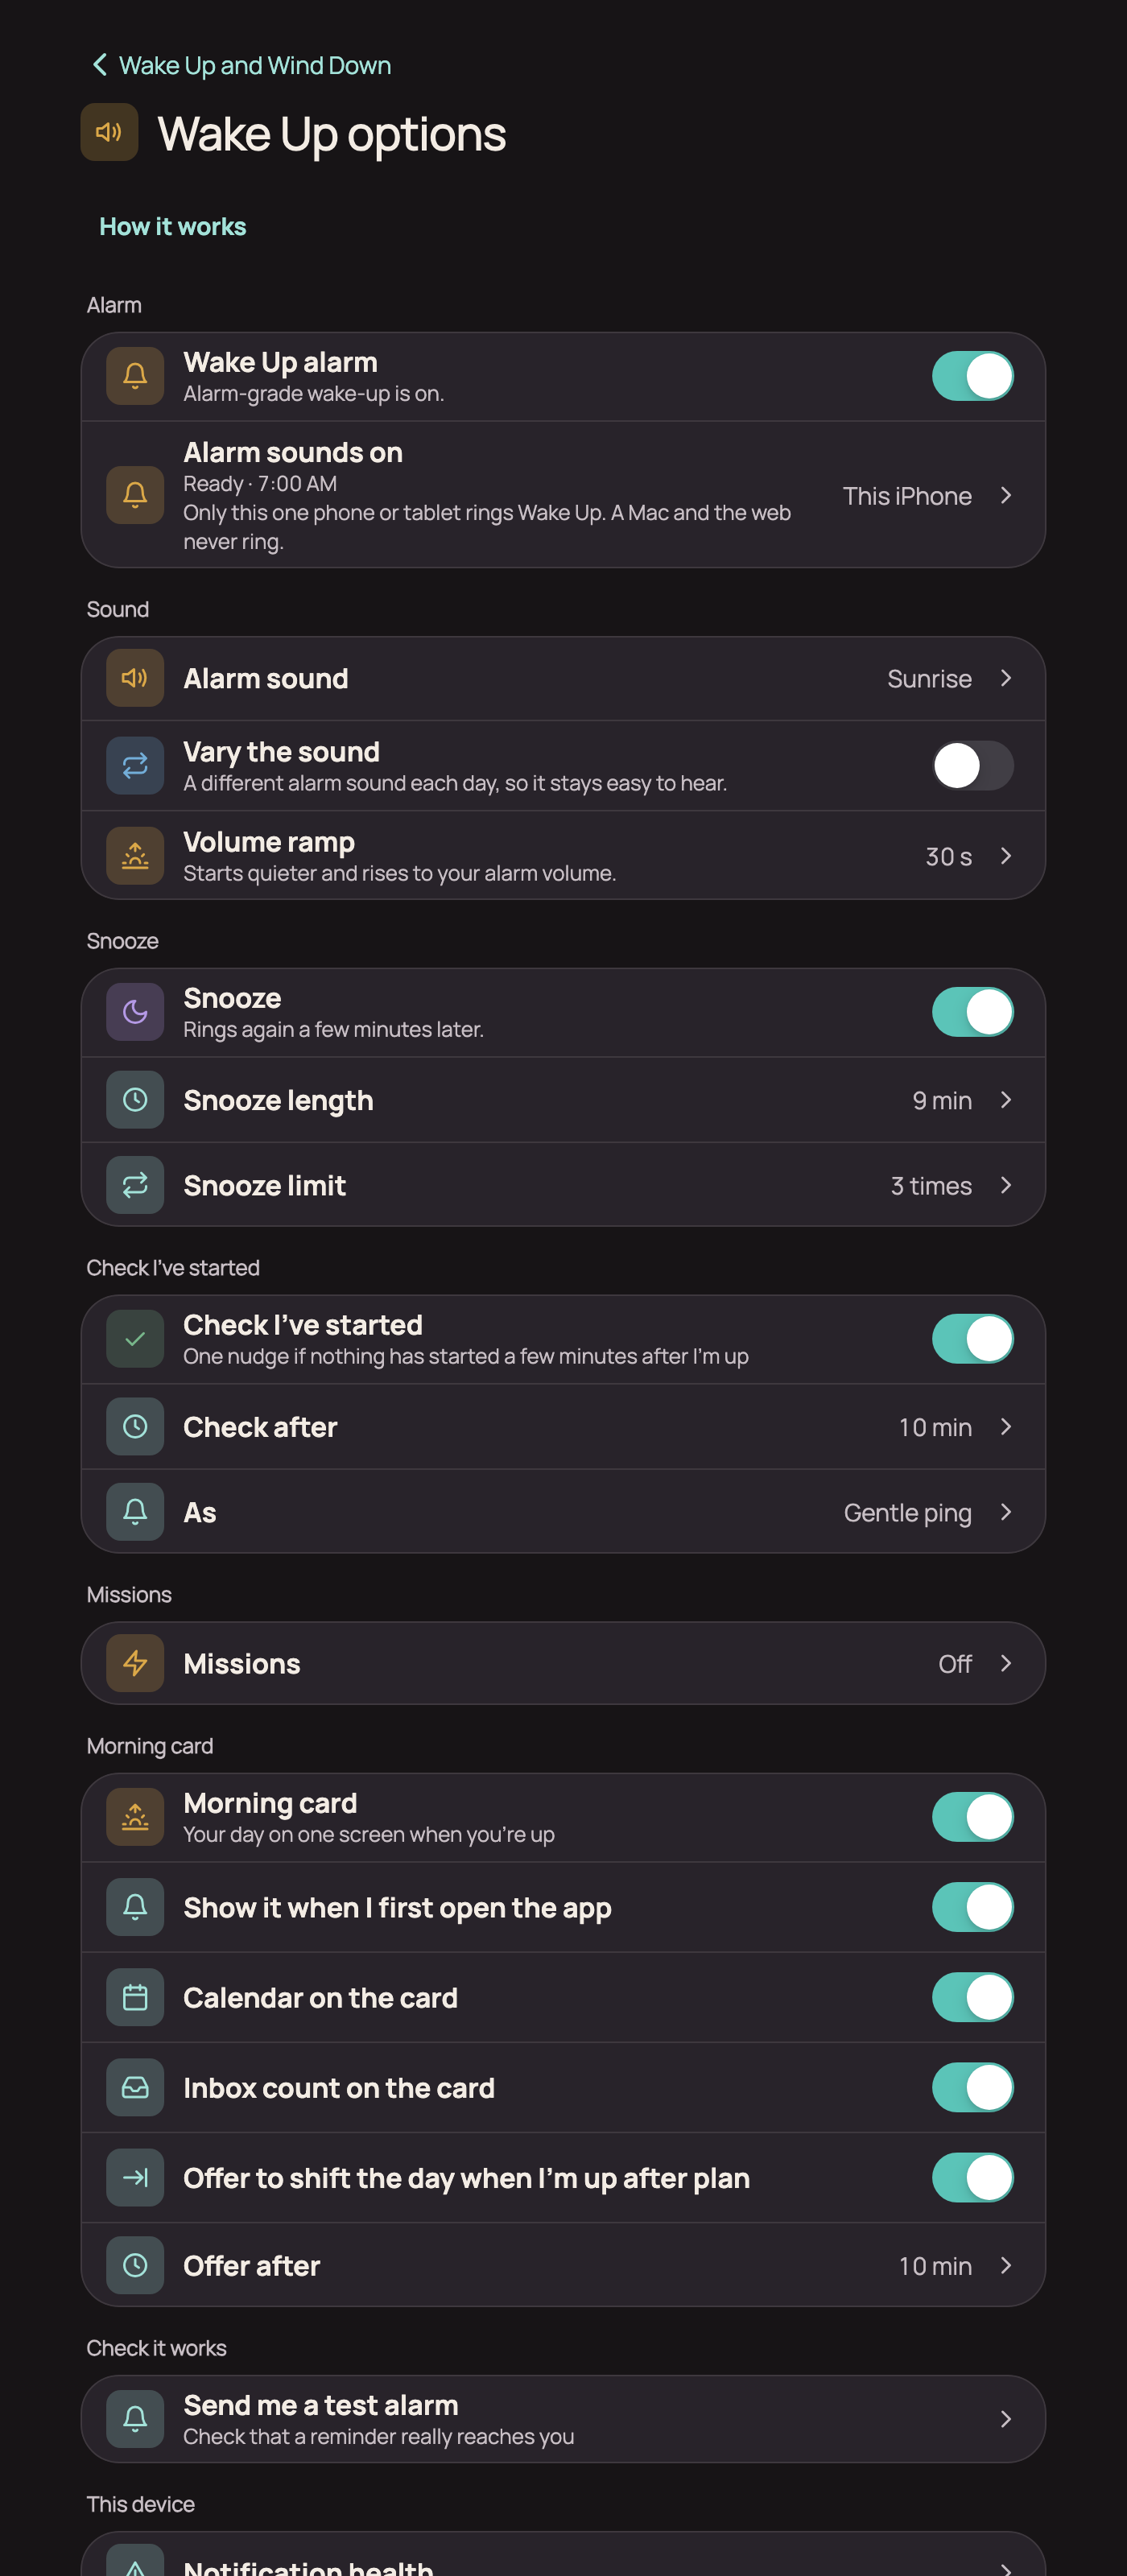 Wake Up and Wind Down
Wake Up options
How it works
Alarm
Wake Up alarm
Alarm-grade wake-up is on.
Alarm sounds on
Ready · 7:00 AM
Only this one phone or tablet rings Wake Up. A Mac and the web
never ring.
This iPhone
Sound
Alarm sound
Sunrise
Vary the sound
A different alarm sound each day, so it stays easy to hear.
Volume ramp
Starts quieter and rises to your alarm volume.
30 s
Snooze
Snooze
Rings again a few minutes later.
Snooze length
9 min
Snooze limit
3 times
Check I've started
Check I've started
One nudge if nothing has started a few minutes after I'm up
Check after
10 min
As
Gentle ping
Missions
Missions
Off
Morning card
Morning card
Your day on one screen when you're up
Show it when I first open the app
Calendar on the card
Inbox count on the card
Offer to shift the day when I'm up after plan
Offer after
10 min
Check it works
Send me a test alarm
Check that a reminder really reaches you
This device
Notification health